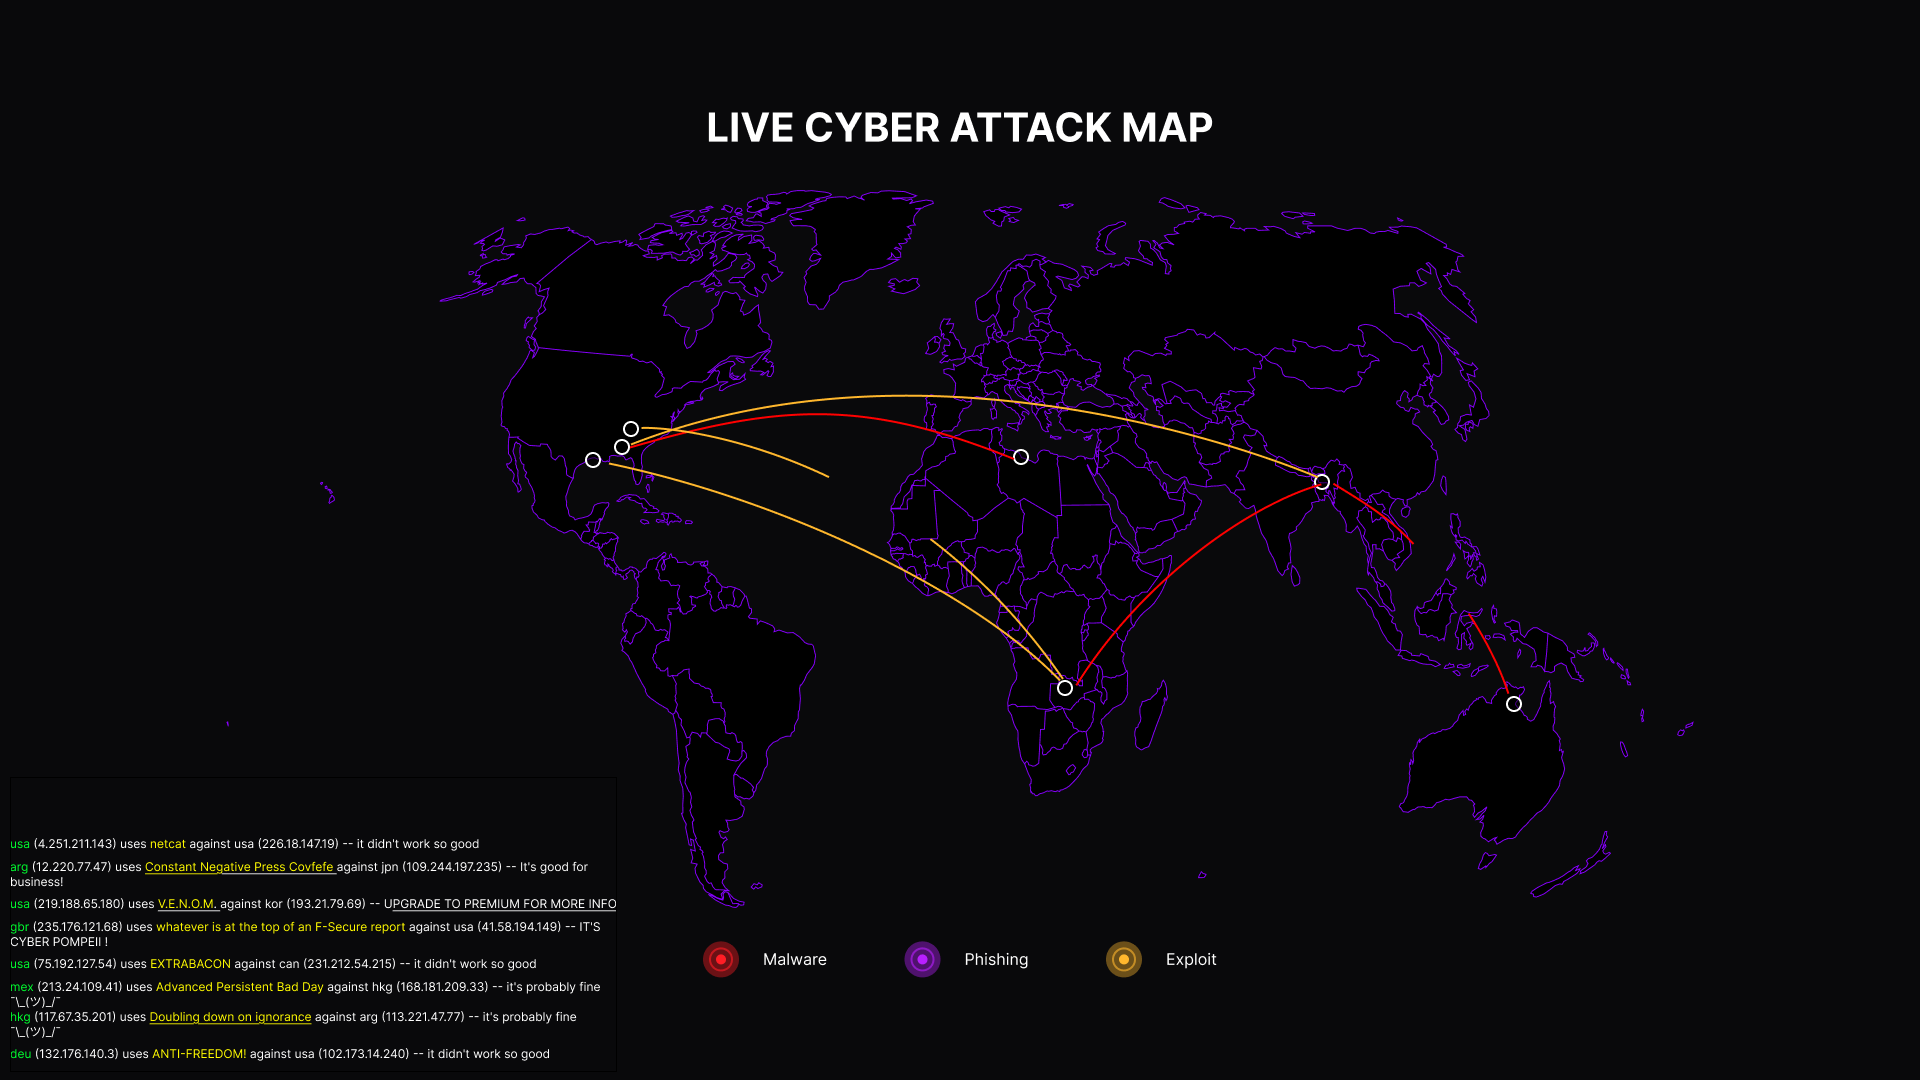 LIVE CYBER ATTACK MAP
usa (4.251.211.143) uses netcat against usa (226.18.147.19) -- it didn't work so good
arg (12.220.77.47) uses Constant Negative Press Covfefe against jpn (109.244.197.235) -- It's good for
business!
usa (219.188.65.180) uses V.E.N.O.M. against kor (193.21.79.69) -- UPGRADE TO PREMIUM FOR MORE INFO
gbr (235.176.121.68) uses whatever is at the top of an F-Secure report against usa (41.58.194.149) -- IT'S
CYBER POMPEII !
usa (75.192.127.54) uses EXTRABACON against can (231.212.54.215) -- it didn't work so good
mex (213.24.109.41) uses Advanced Persistent Bad Day against hkg (168.181.209.33) -- it's probably fine
¯\_(ツ)_/¯
hkg (117.67.35.201) uses Doubling down on ignorance against arg (113.221.47.77) -- it's probably fine
¯\_(ツ)_/¯
deu (132.176.140.3) uses ANTI-FREEDOM! against usa (102.173.14.240) -- it didn't work so good
Malware
Phishing
Exploit